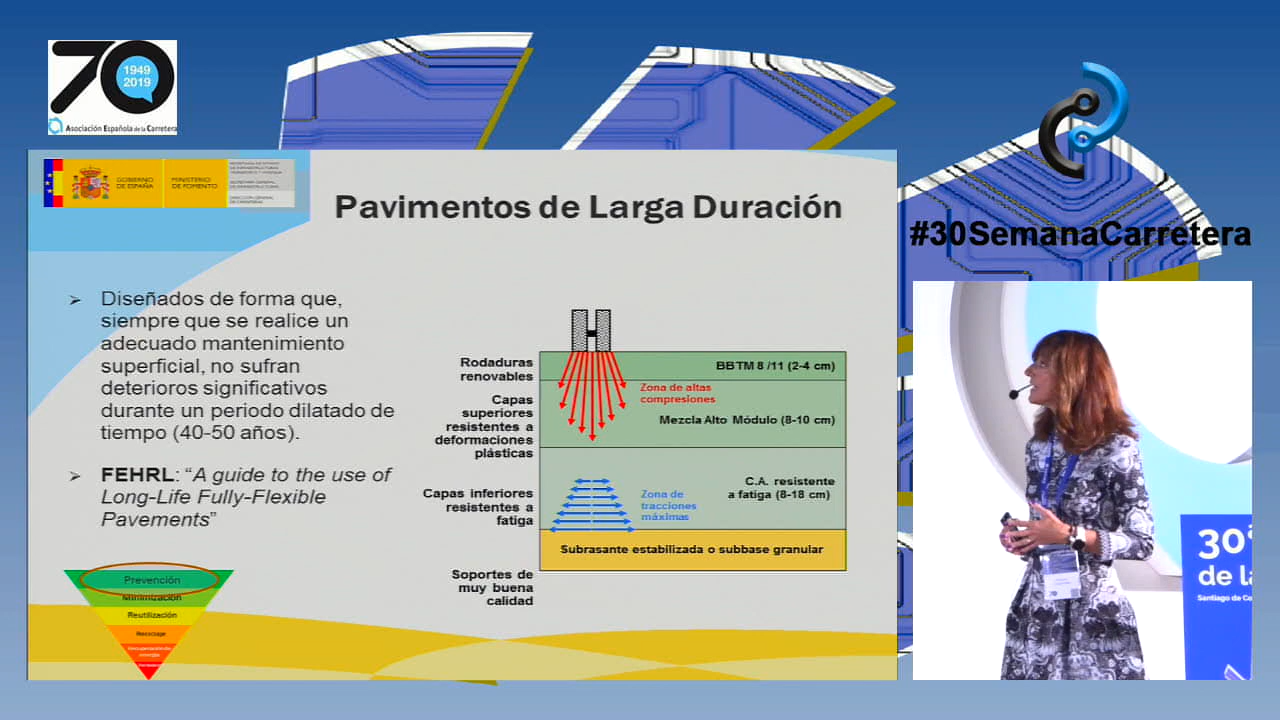 70
1949
2019
Asociación Española de la Carretera
GOBIERNO
DE ESPAÑA
MINISTERIO
DE FOMENTO
Pavimentos de Larga Duración
#30SemanaCarretera
Diseñados de forma que,
siempre que se realice un
adecuado mantenimiento
superficial, no sufran
deterioros significativos
durante un periodo dilatado de
tiempo (40-50 años).
FEHRL: “A guide to the use of
Long-Life Fully-Flexible
Pavements”
Prevención
Minimización
Reutilización
Reciclaje
Rodaduras
renovables
Capas
superiores
resistentes a
deformaciones
plásticas
Capas inferiores
resistentes a
fatiga
Soportes de
muy buena
calidad
BBTM 8 /11 (2-4 cm)
Zona de altas
compresiones
Mezcla Alto Módulo (8-10 cm)
C.A. resistente
a fatiga (8-18 cm)
Zona de
tracciones
máximas
Subrasante estabilizada o subbase granular
30ª
de la
Santiago de Co